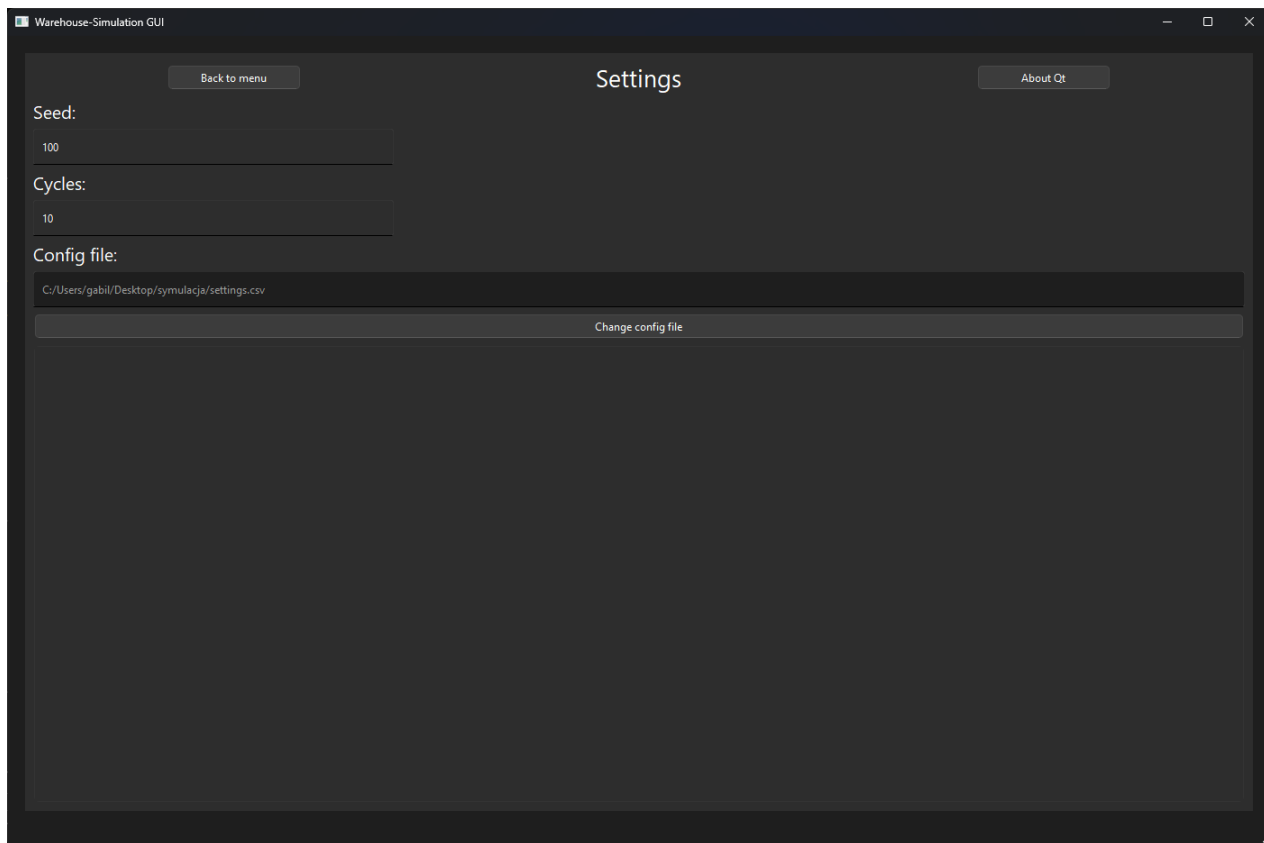 Warehouse-Simulation GUI
Back to menu
Settings
About Qt
Seed:
100
Cycles:
10
Config file:
C:/Users/gabil/Desktop/symulacja/settings.csv
Change config file